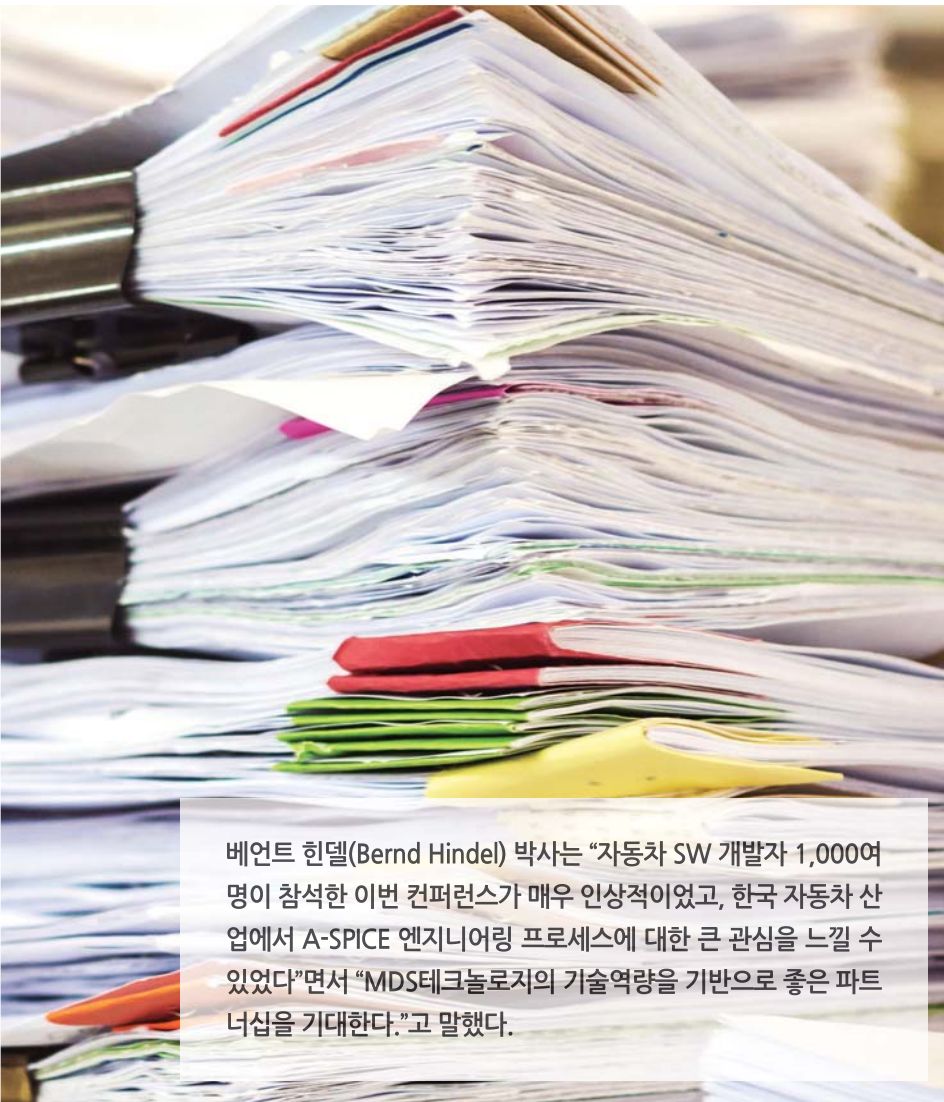 베언트 힌델(Bernd Hindel) 박사는 “자동차 SW 개발자 1,000여
명이 참석한 이번 컨퍼런스가 매우 인상적이었고, 한국 자동차 산
업에서 A-SPICE 엔지니어링 프로세스에 대한 큰 관심을 느낄 수
있었다”면서 “MDS테크놀로지의 기술역량을 기반으로 좋은 파트
너십을 기대한다.”고 말했다.